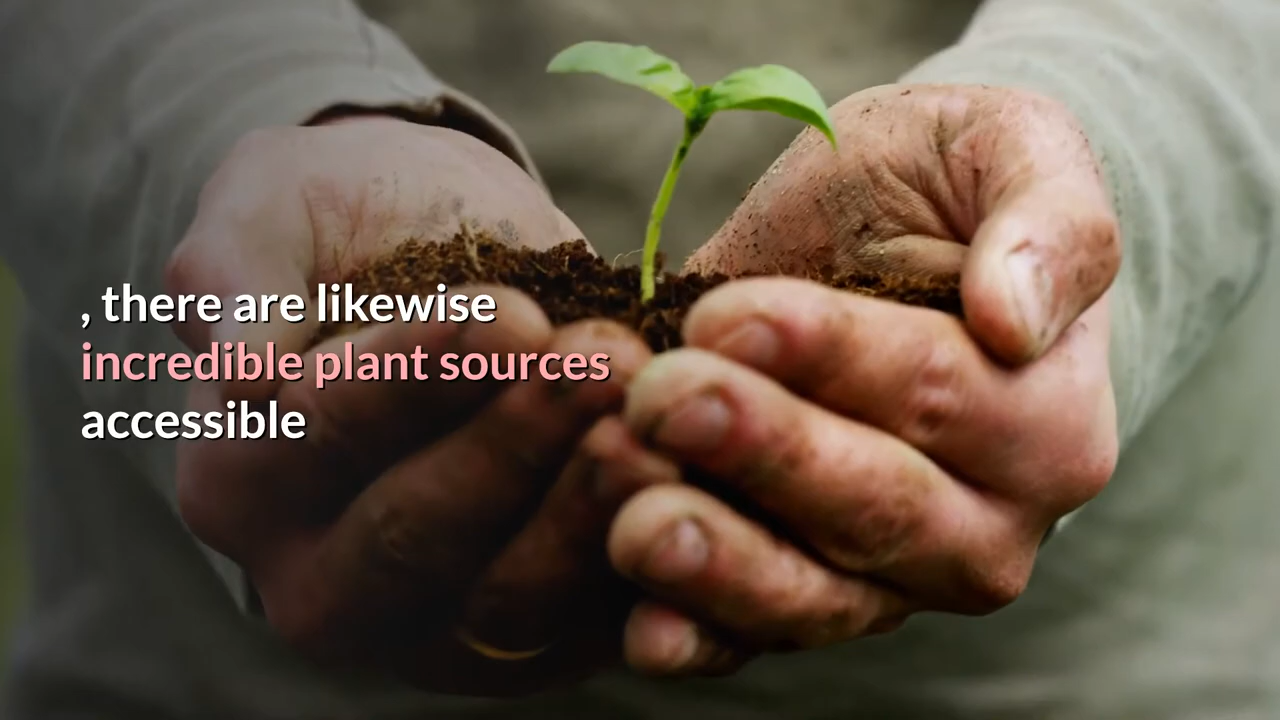 , there are likewise
incredible plant sources
accessible